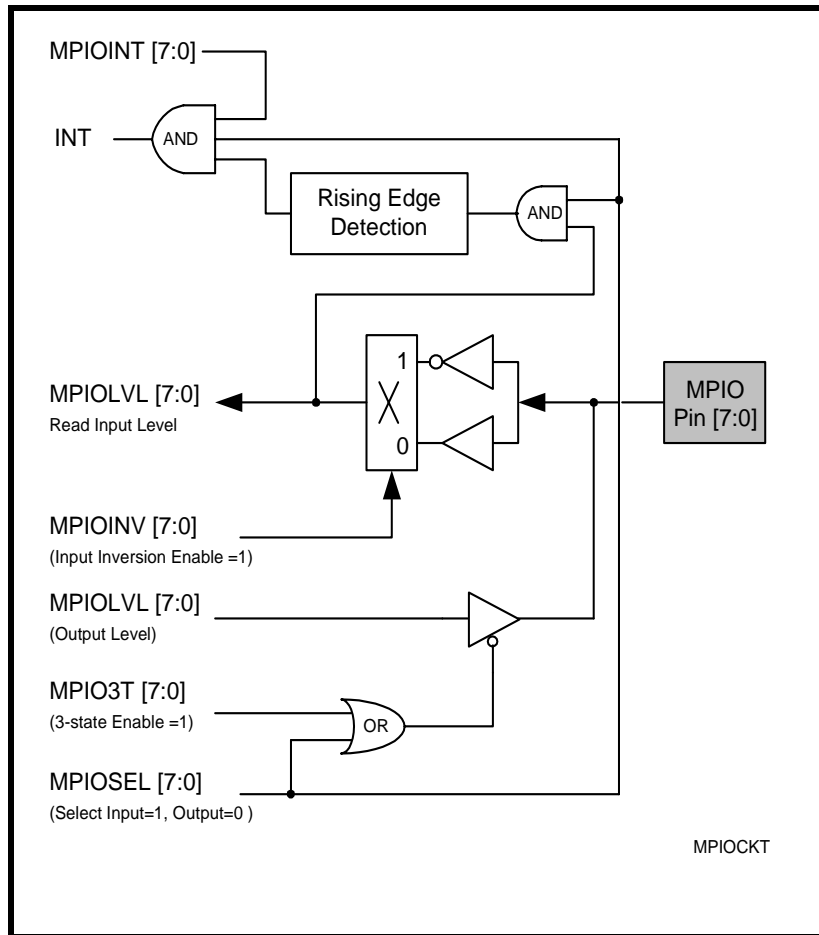 MPIOINT [7:0]
INT
AND
Rising Edge
Detection
AND
1
0
MPIOLVL [7:0]
Read Input Level
MPIO
Pin [7:0]
MPIOINV [7:0]
(Input Inversion Enable =1)
MPIOLVL [7:0]
(Output Level)
MPIO3T [7:0]
(3-state Enable =1)
OR
MPIOSEL [7:0]
(Select Input=1, Output=0 )
MPIOCKT